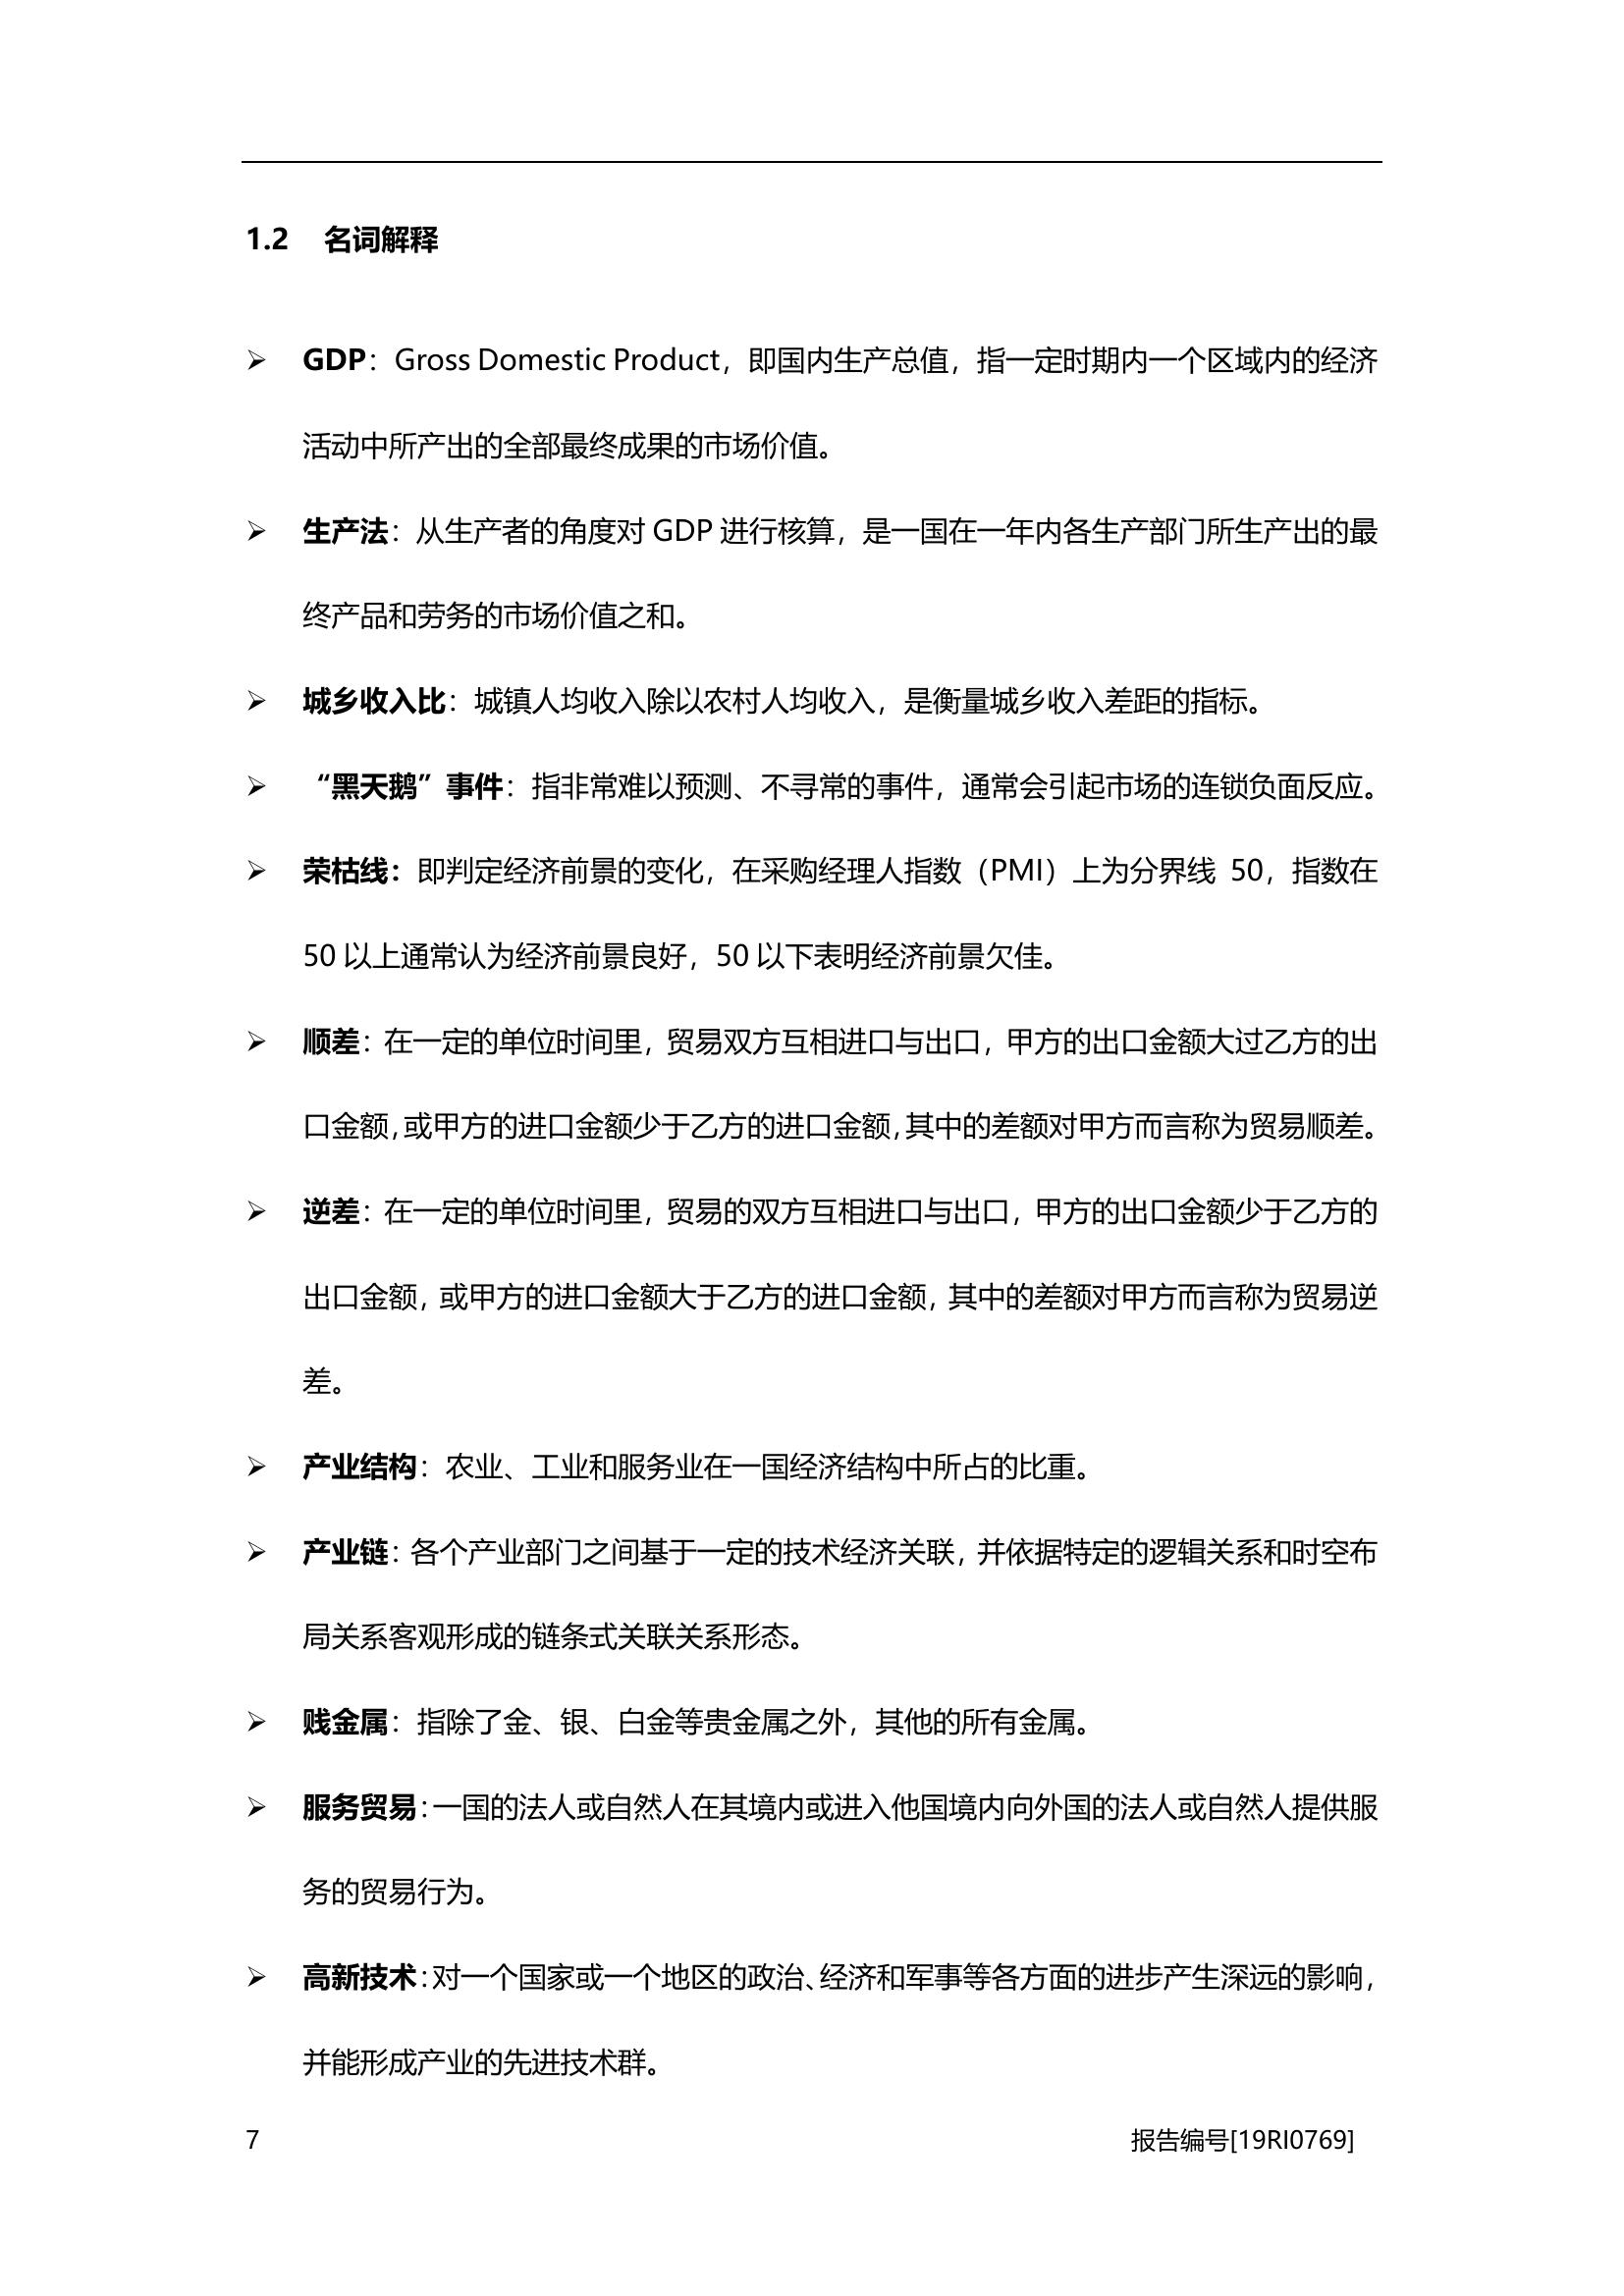 1.2 名词解释
➢ GDP：Gross Domestic Product，即国内生产总值，指一定时期内一个区域内的经济
活动中所产出的全部最终成果的市场价值。
➢ 生产法：从生产者的角度对 GDP 进行核算，是一国在一年内各生产部门所生产出的最
终产品和劳务的市场价值之和。
➢ 城乡收入比：城镇人均收入除以农村人均收入，是衡量城乡收入差距的指标。
➢ “黑天鹅”事件：指非常难以预测、不寻常的事件，通常会引起市场的连锁负面反应。
➢ 荣枯线：即判定经济前景的变化，在采购经理人指数（PMI）上为分界线 50，指数在
50 以上通常认为经济前景良好，50 以下表明经济前景欠佳。
➢ 顺差：在一定的单位时间里，贸易双方互相进口与出口，甲方的出口金额大过乙方的出
口金额，或甲方的进口金额少于乙方的进口金额，其中的差额对甲方而言称为贸易顺差。
➢ 逆差：在一定的单位时间里，贸易的双方互相进口与出口，甲方的出口金额少于乙方的
出口金额，或甲方的进口金额大于乙方的进口金额，其中的差额对甲方而言称为贸易逆
差。
➢ 产业结构：农业、工业和服务业在一国经济结构中所占的比重。
➢ 产业链：各个产业部门之间基于一定的技术经济关联，并依据特定的逻辑关系和时空布
局关系客观形成的链条式关联关系形态。
➢ 贱金属：指除了金、银、白金等贵金属之外，其他的所有金属。
➢ 服务贸易：一国的法人或自然人在其境内或进入他国境内向外国的法人或自然人提供服
务的贸易行为。
➢ 高新技术：对一个国家或一个地区的政治、经济和军事等各方面的进步产生深远的影响，
并能形成产业的先进技术群。
7 报告编号[19RI0769]